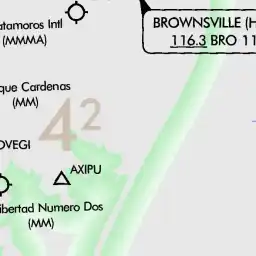 atamoros Intl
(MMMA)
BROWNSVILLE (H
116.3 BRO 11
que Cardenas
(MM)
4²
OVEGI
AXIPU
ibertad Numero Dos
(MM)